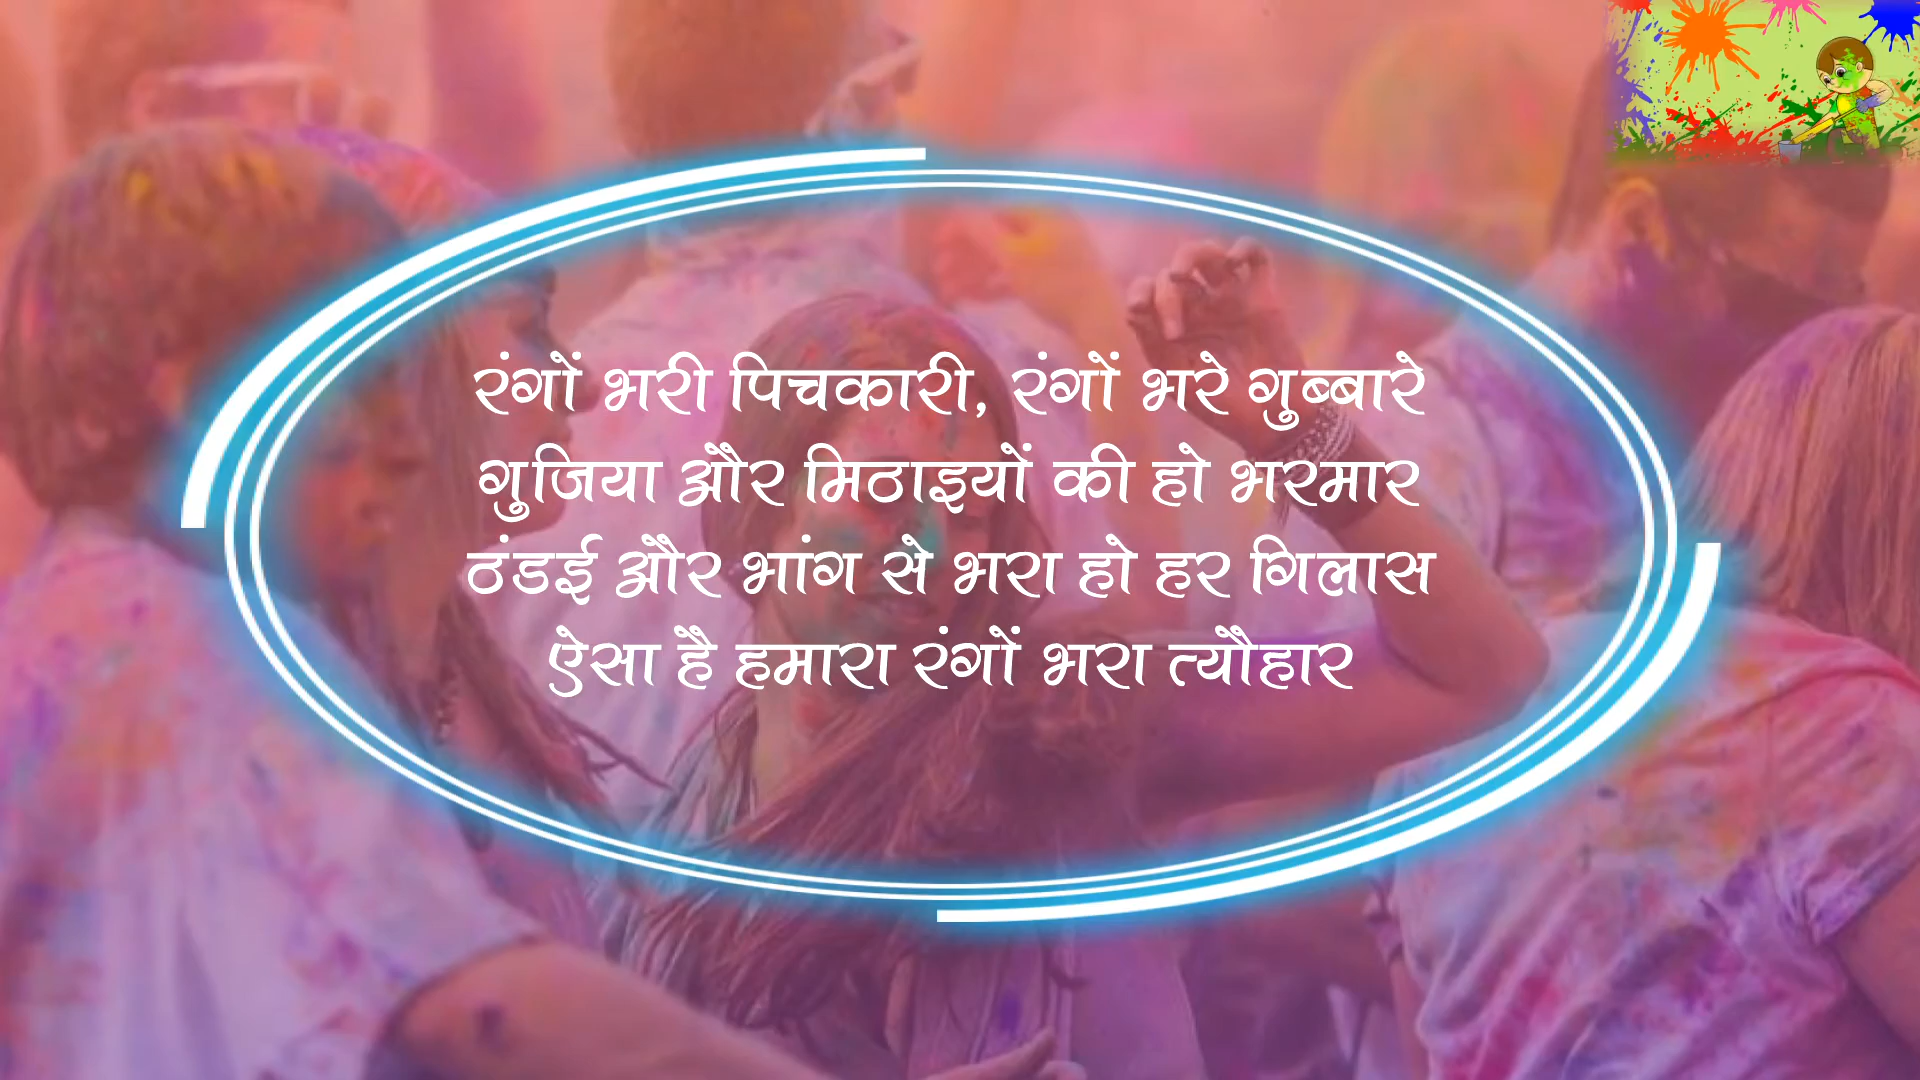 रंगों भरी पिचकारी, रंगों भरे गुब्बारे
गुजिया और मिठाइयों की हो भरमार
ठंडई और भांग से भरा हो हर गिलास
ऐसा है हमारा रंगों भरा त्यौहार